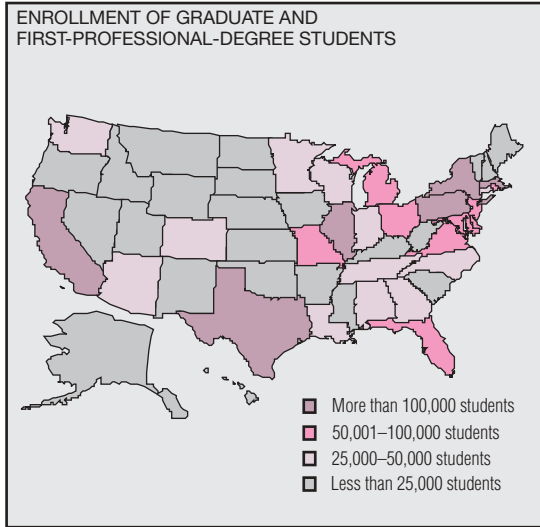 ENROLLMENT OF GRADUATE AND
FIRST-PROFESSIONAL-DEGREE STUDENTS
More than 100,000 students
50,001–100,000 students
25,000–50,000 students
Less than 25,000 students